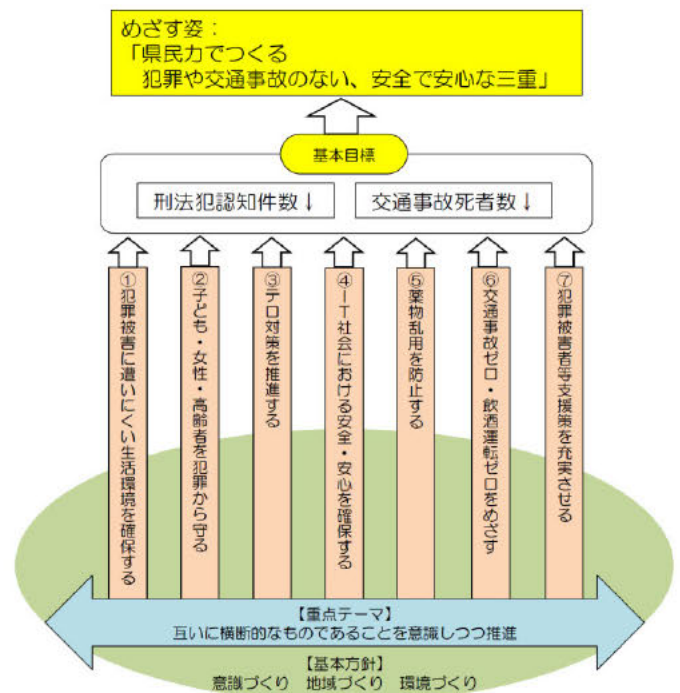 めざす姿：
「県民力でつくる
犯罪や交通事故のない、安全で安心な三重」
基本目標
刑法犯認知件数↓
交通事故死者数↓
①犯罪被害に遭いにくい生活環境を確保する
②子ども・女性・高齢者を犯罪から守る
③テロ対策を推進する
④IT社会における安全・安心を確保する
⑤薬物乱用を防止する
⑥交通事故ゼロ・飲酒運転ゼロをめざす
⑦犯罪被害者等支援策を充実させる
【重点テーマ】
互いに横断的なものであることを意識しつつ推進
【基本方針】
意識づくり　地域づくり　環境づくり